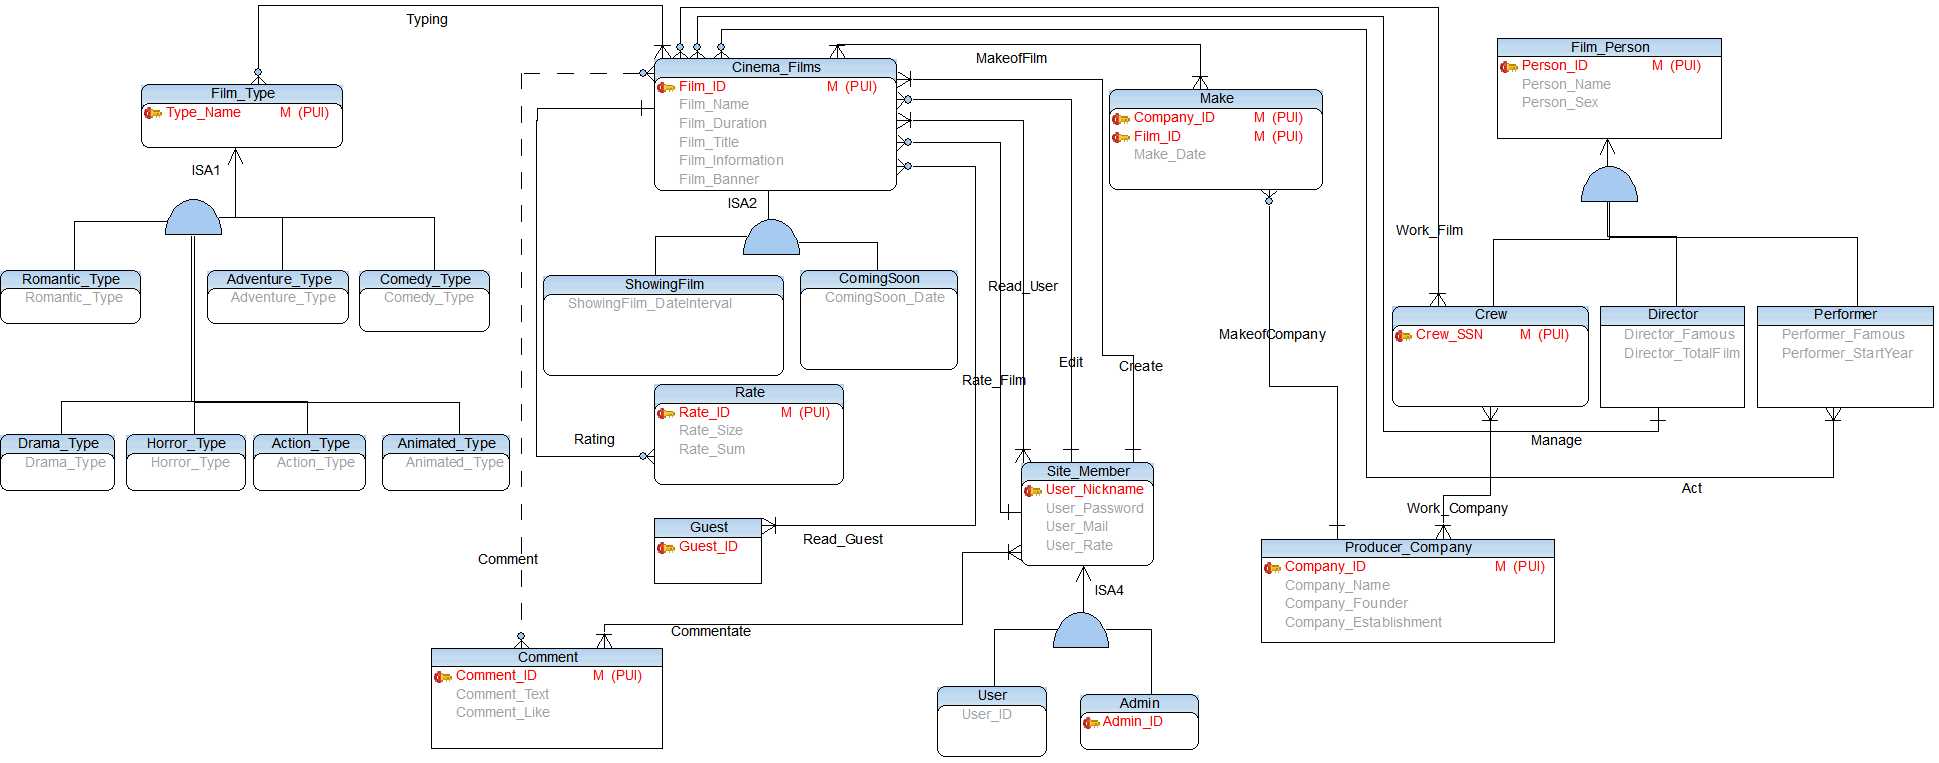 Typing
MakeofFilm
Film_Person
Person_ID M (PUI)
Person_Name
Person_Sex
Cinema_Films
Film_ID M (PUI)
Film_Name
Film_Duration
Film_Title
Film_Information
Film_Banner
Film_Type
Type_Name M (PUI)
Make
Company_ID M (PUI)
Film_ID M (PUI)
Make_Date
ISA1
ISA2
Work_Film
Romantic_Type
Romantic_Type
Adventure_Type
Adventure_Type
Comedy_Type
Comedy_Type
ShowingFilm
ShowingFilm_DateInterval
ComingSoon
ComingSoon_Date
Read_User
MakeofCompany
Crew
Crew_SSN M (PUI)
Director
Director_Famous
Director_TotalFilm
Performer
Performer_Famous
Performer_StartYear
Edit
Create
Rate_Film
Rate
Rate_ID M (PUI)
Rate_Size
Rate_Sum
Rating
Manage
Drama_Type
Drama_Type
Horror_Type
Horror_Type
Action_Type
Action_Type
Animated_Type
Animated_Type
Site_Member
User_Nickname
User_Password
User_Mail
User_Rate
Act
Work_Company
Guest
Guest_ID
Read_Guest
Producer_Company
Company_ID M (PUI)
Company_Name
Company_Founder
Company_Establishment
Comment
ISA4
Commentate
Comment
Comment_ID M (PUI)
Comment_Text
Comment_Like
User
User_ID
Admin
Admin_ID